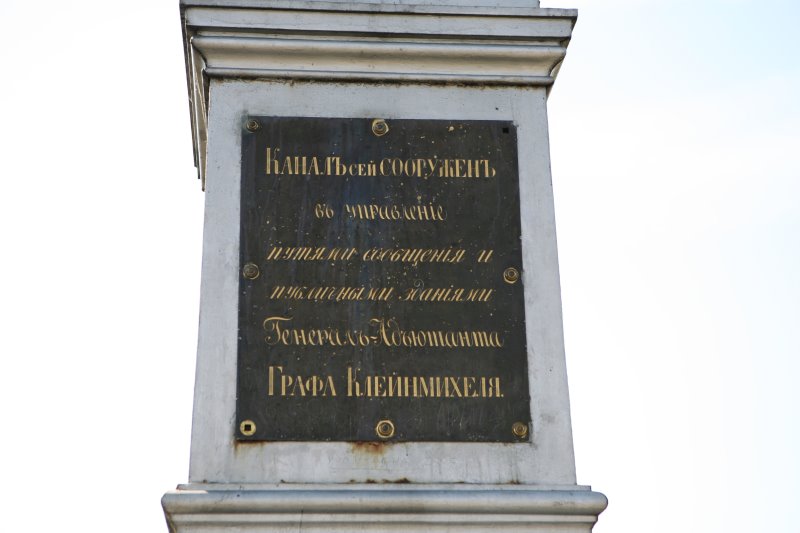 КАНАЛЪ СЕЙ СООРУЖЕНЪ
въ управленіе
путями сообщенія и
публичными зданіями
Генералъ-Адъютанта
ГРАФА КЛЕЙНМИХЕЛЯ.